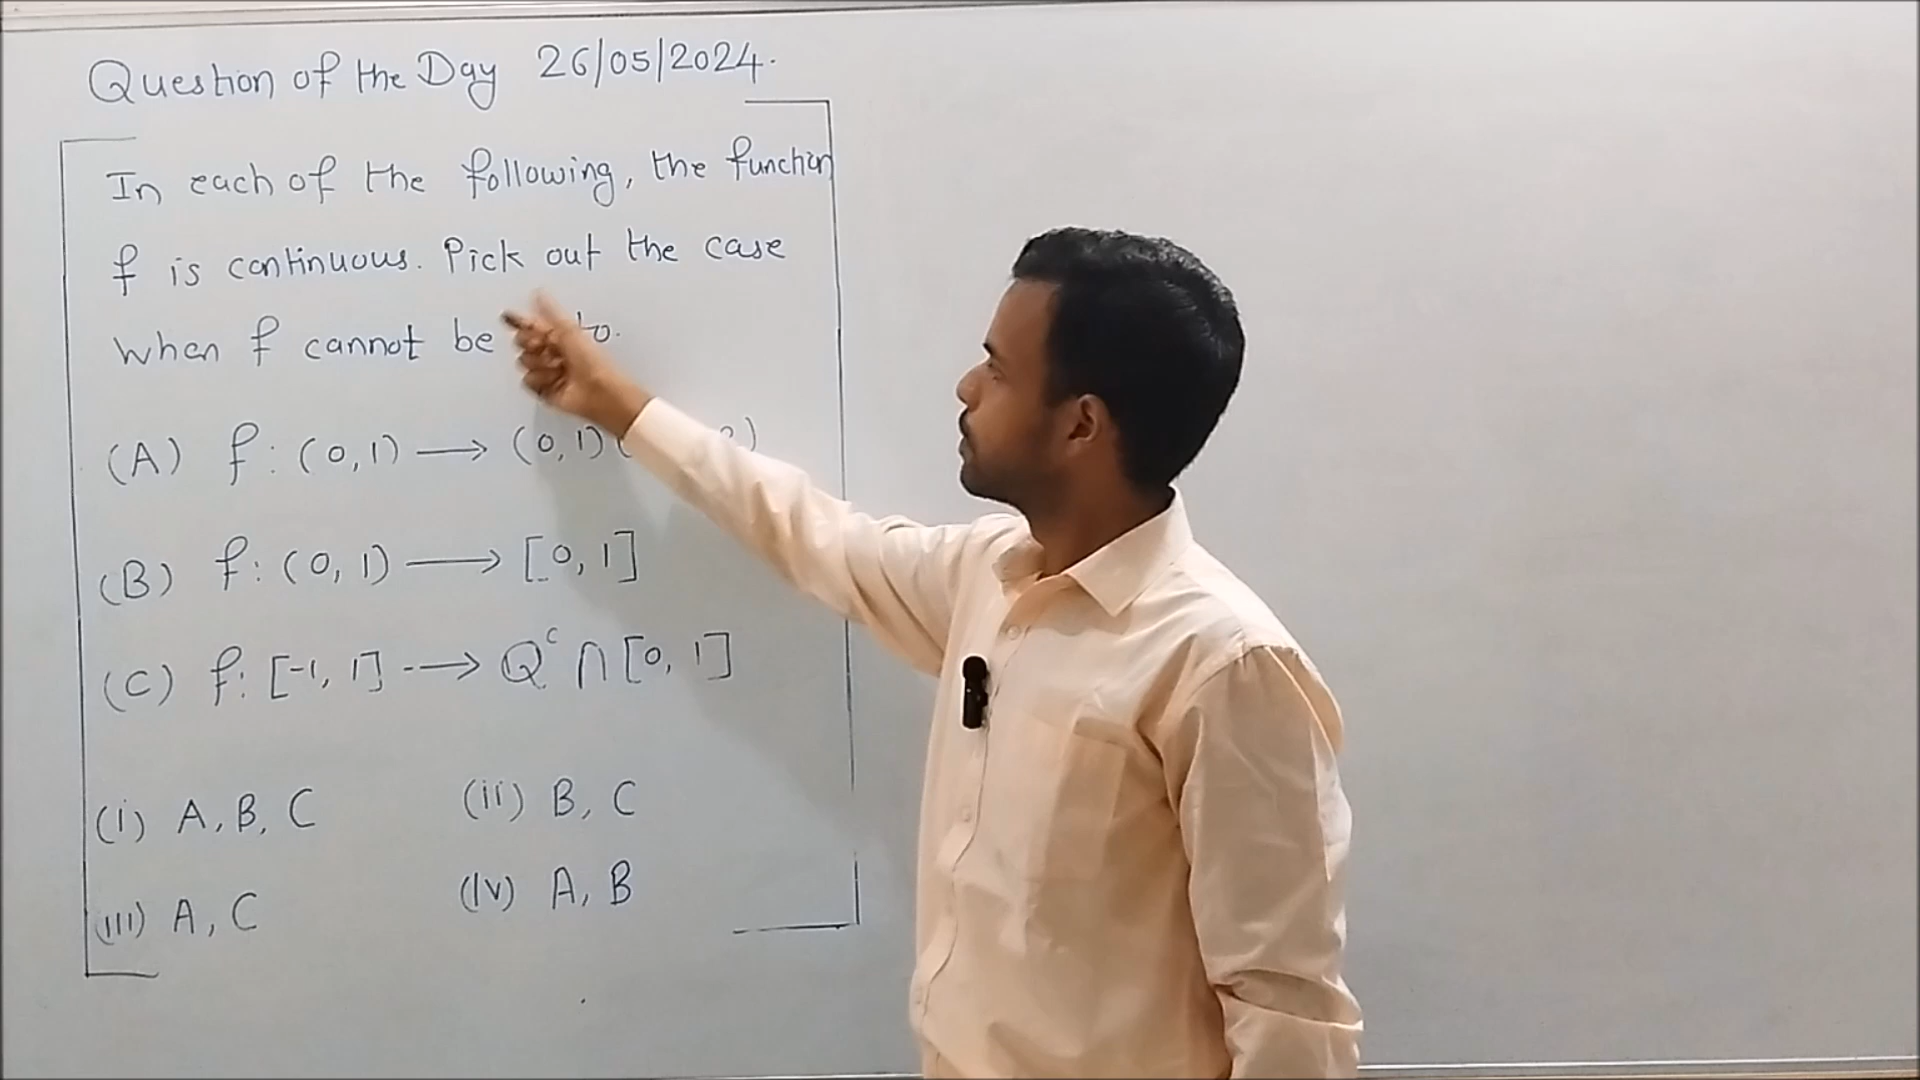 Question of the Day 26/05/2024.
In each of the following, the function
f is continuous. Pick out the case
when f cannot be
(A) f: (0,1) ⟶ (0,1)
(B) f: (0, 1) ⟶ [0, 1]
(C) f: [-1, 1] ⟶ Qᶜ ∩ [0, 1]
(i) A, B, C (ii) B, C
(iii) A, C (iv) A, B